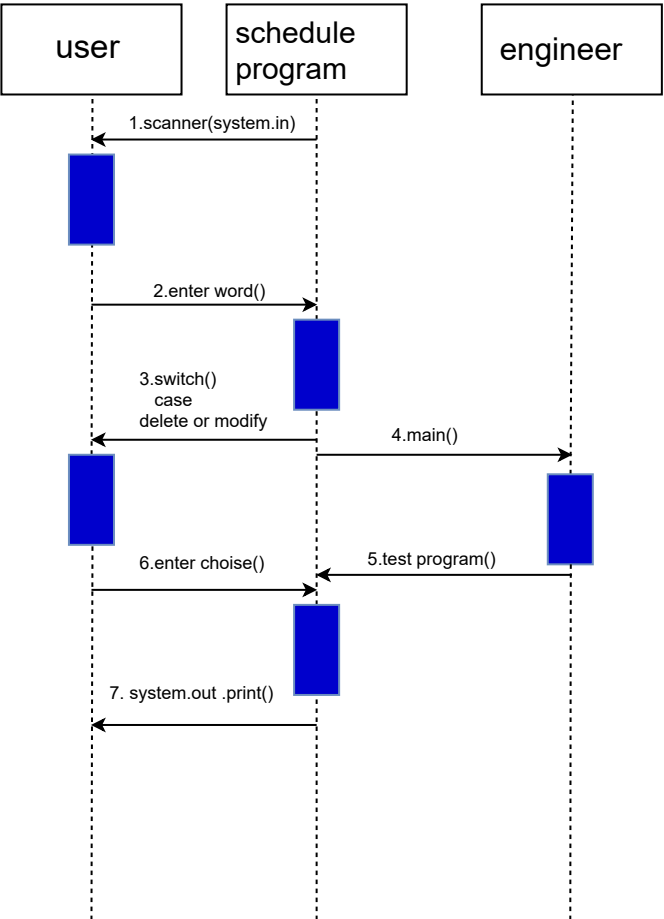 user
schedule
program
engineer
1.scanner(system.in)
2.enter word()
3.switch()
case
delete or modify
4.main()
5.test program()
6.enter choise()
7. system.out .print()